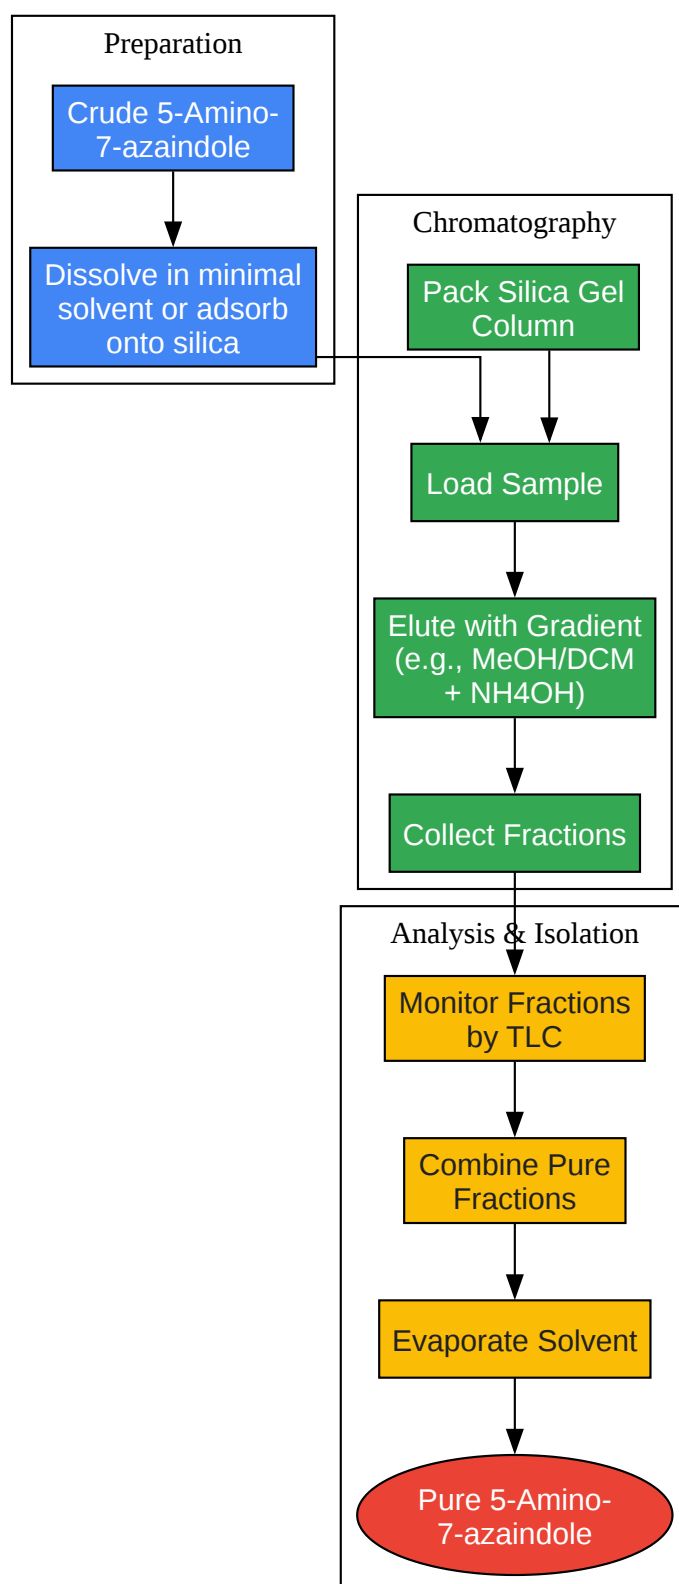 Preparation
Crude 5-Amino-
7-azaindole
Dissolve in minimal
solvent or adsorb
onto silica
Chromatography
Pack Silica Gel
Column
Load Sample
Elute with Gradient
(e.g., MeOH/DCM
+ NH4OH)
Collect Fractions
Analysis & Isolation
Monitor Fractions
by TLC
Combine Pure
Fractions
Evaporate Solvent
Pure 5-Amino-
7-azaindole